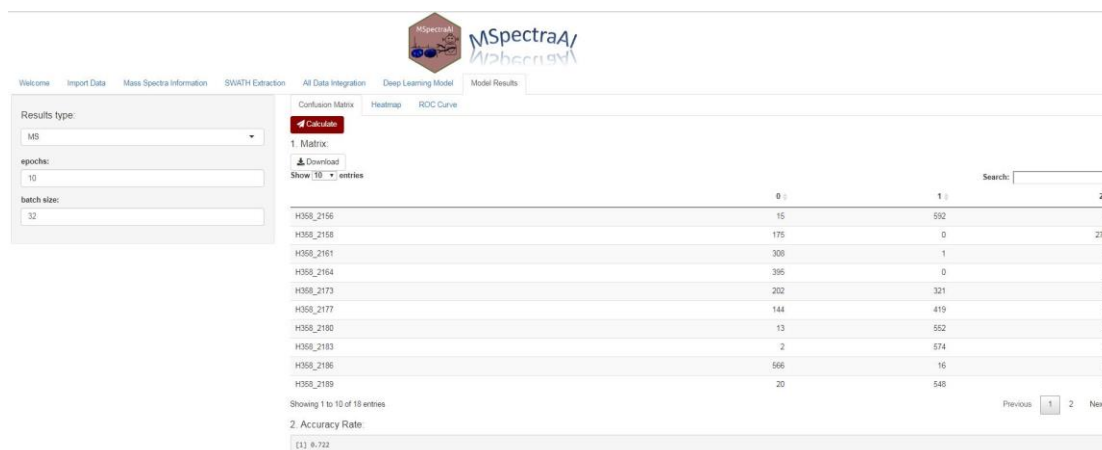 MSpectraAI
MSpectraAI
Welcome Import Data Mass Spectra Information SWATH Extraction All Data Integration Deep Learning Model Model Results
Results type:
MS
epochs:
10
batch size:
32
Confusion Matrix Heatmap ROC Curve
Calculate
1. Matrix:
Download
Show 10 entries
Search:
0 1 2
H358_2156 15 592
H358_2158 175 0 27
H358_2161 308 1
H358_2164 395 0
H358_2173 202 321
H358_2177 144 419
H358_2180 13 552
H358_2183 2 574
H358_2186 566 16
H358_2189 20 548
Showing 1 to 10 of 18 entries
Previous 1 2 Nex
2. Accuracy Rate:
[1] 0.722